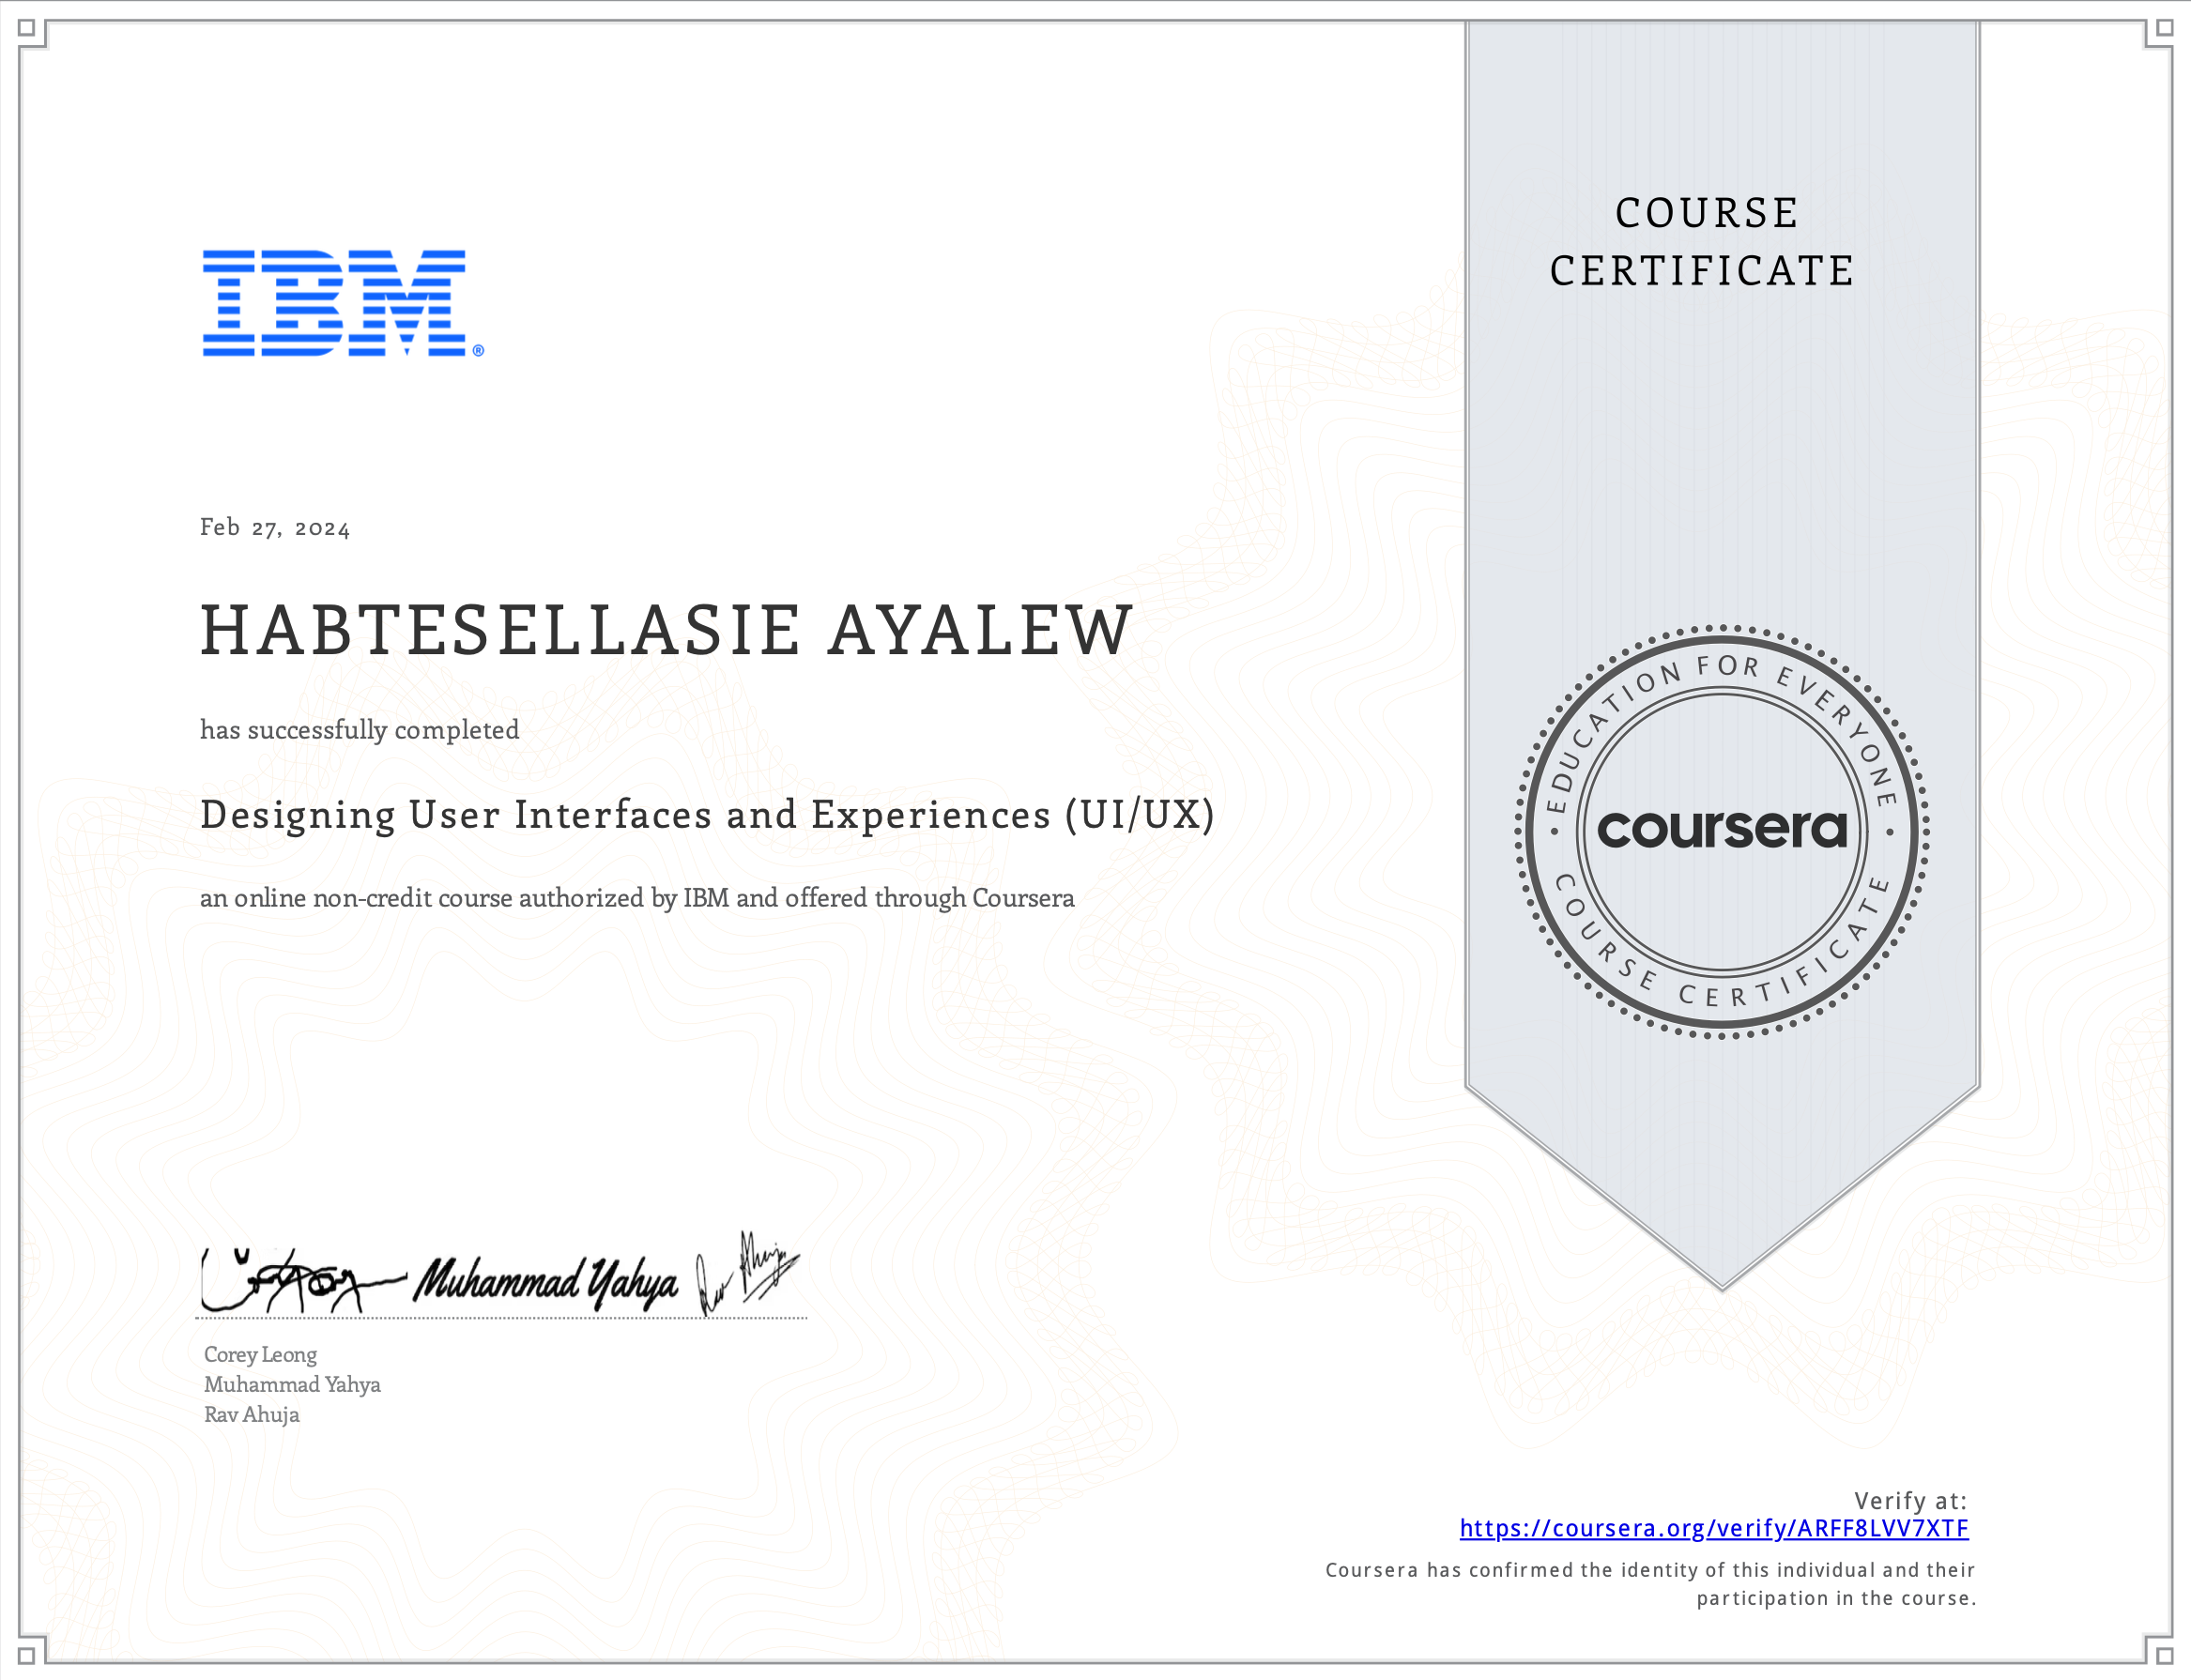 COURSE
CERTIFICATE
IBM®
Feb 27, 2024
HABTESELLASIE AYALEW
has successfully completed
Designing User Interfaces and Experiences (UI/UX)
an online non-credit course authorized by IBM and offered through Coursera
EDUCATION FOR EVERYONE
coursera
COURSE CERTIFICATE
Muhammad Yahya
Rav Ahuja
Corey Leong
Muhammad Yahya
Rav Ahuja
Verify at:
https://coursera.org/verify/ARFF8LVV7XTF
Coursera has confirmed the identity of this individual and their
participation in the course.